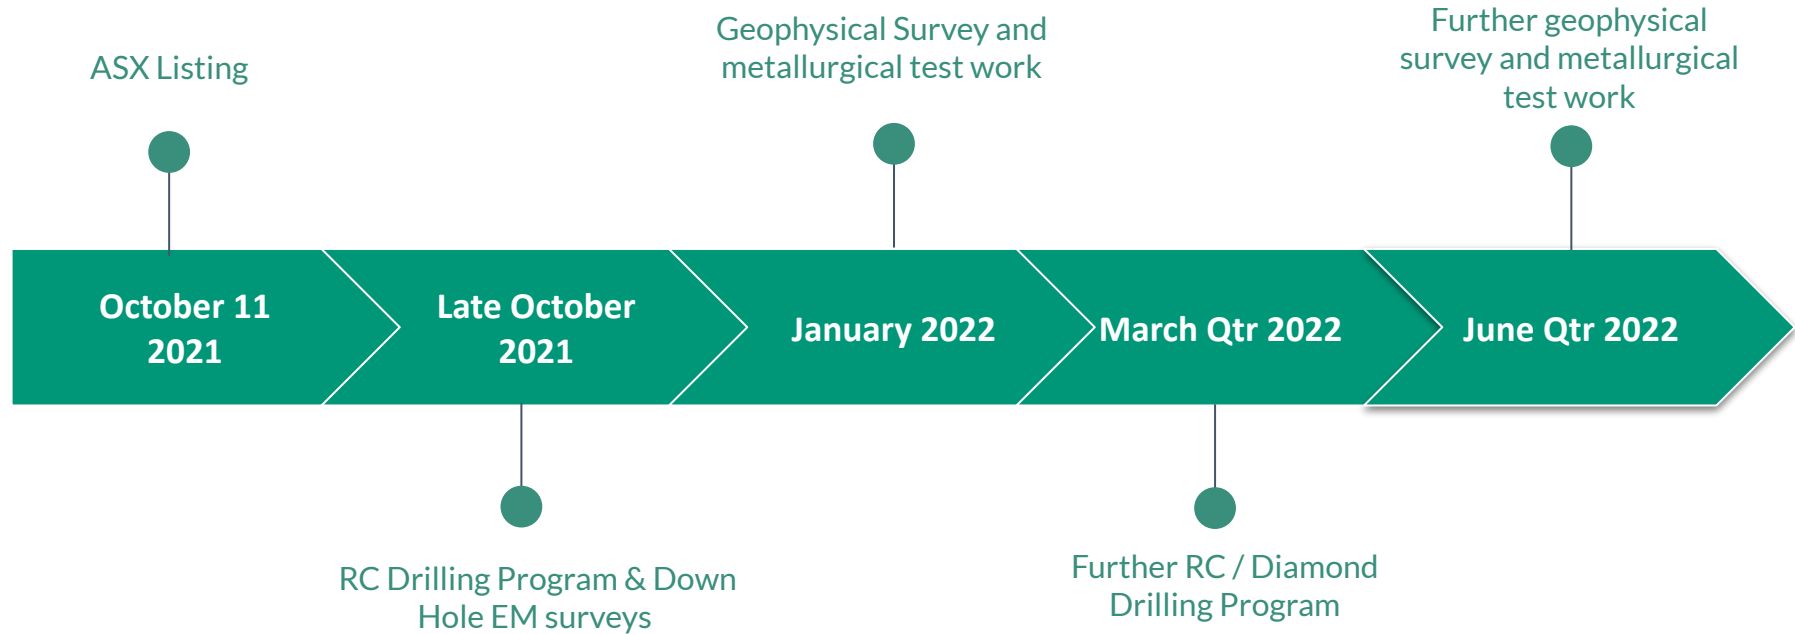 ASX Listing
Geophysical Survey and
metallurgical test work
Further geophysical
survey and metallurgical
test work
October 11
2021
Late October
2021
January 2022
March Qtr 2022
June Qtr 2022
RC Drilling Program & Down
Hole EM surveys
Further RC / Diamond
Drilling Program